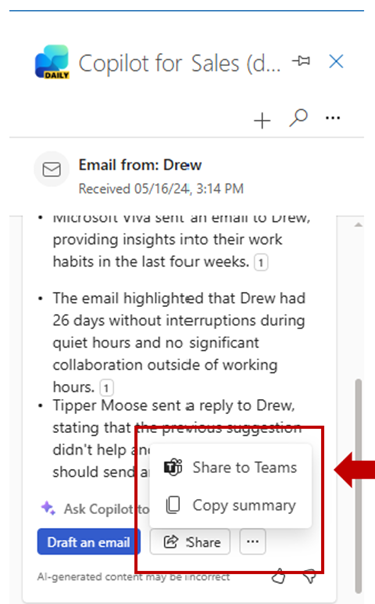 DAILY
Copilot for Sales (d...
Email from: Drew
Received 05/16/24, 3:14 PM
• Microsoft Viva sent an email to Drew,
providing insights into their work
habits in the last four weeks. 1
• The email highlighted that Drew had
26 days without interruptions during
quiet hours and no significant
collaboration outside of working
hours. 1
• Tipper Moose sent a reply to Drew,
stating that the previous suggestion
didn't help an
should send a
Share to Teams
Copy summary
Ask Copilot to
Draft an email
Share
AI-generated content may be incorrect